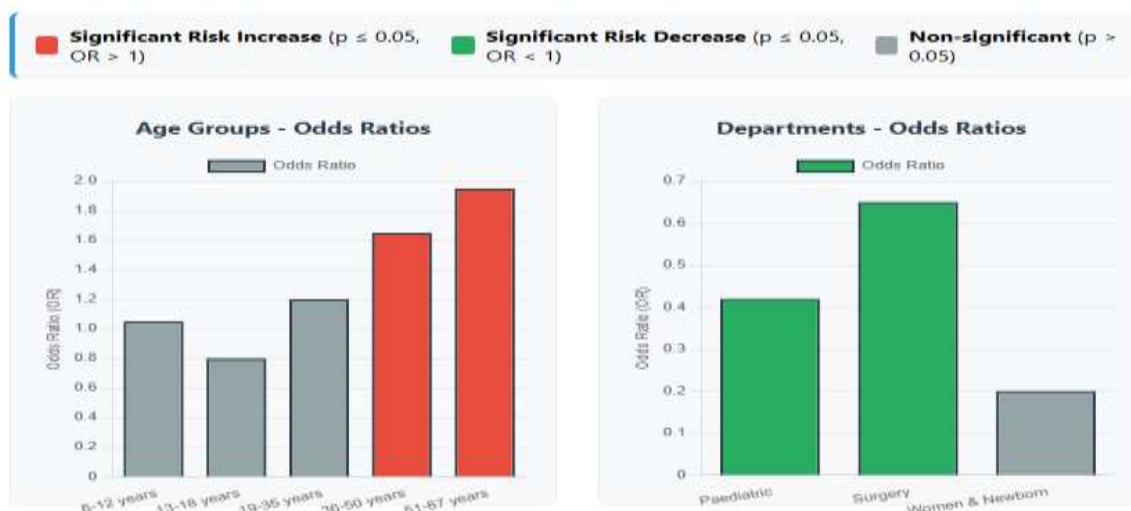 Significant Risk Increase (p ≤ 0.05,
OR > 1)
Significant Risk Decrease (p ≤ 0.05,
OR < 1)
Non-significant (p >
0.05)
Age Groups - Odds Ratios
Odds Ratio
2.0
1.8
1.6
1.4
1.2
1.0
0.8
0.6
0.4
0.2
0
Odds Ratio (OR)
6-12 years
13-18 years
19-35 years
36-50 years
51-67 years
Departments - Odds Ratios
Odds Ratio
0.7
0.6
0.5
0.4
0.3
0.2
0.1
0
Odds Ratio (OR)
Paediatric
Surgery
Women & Newborn